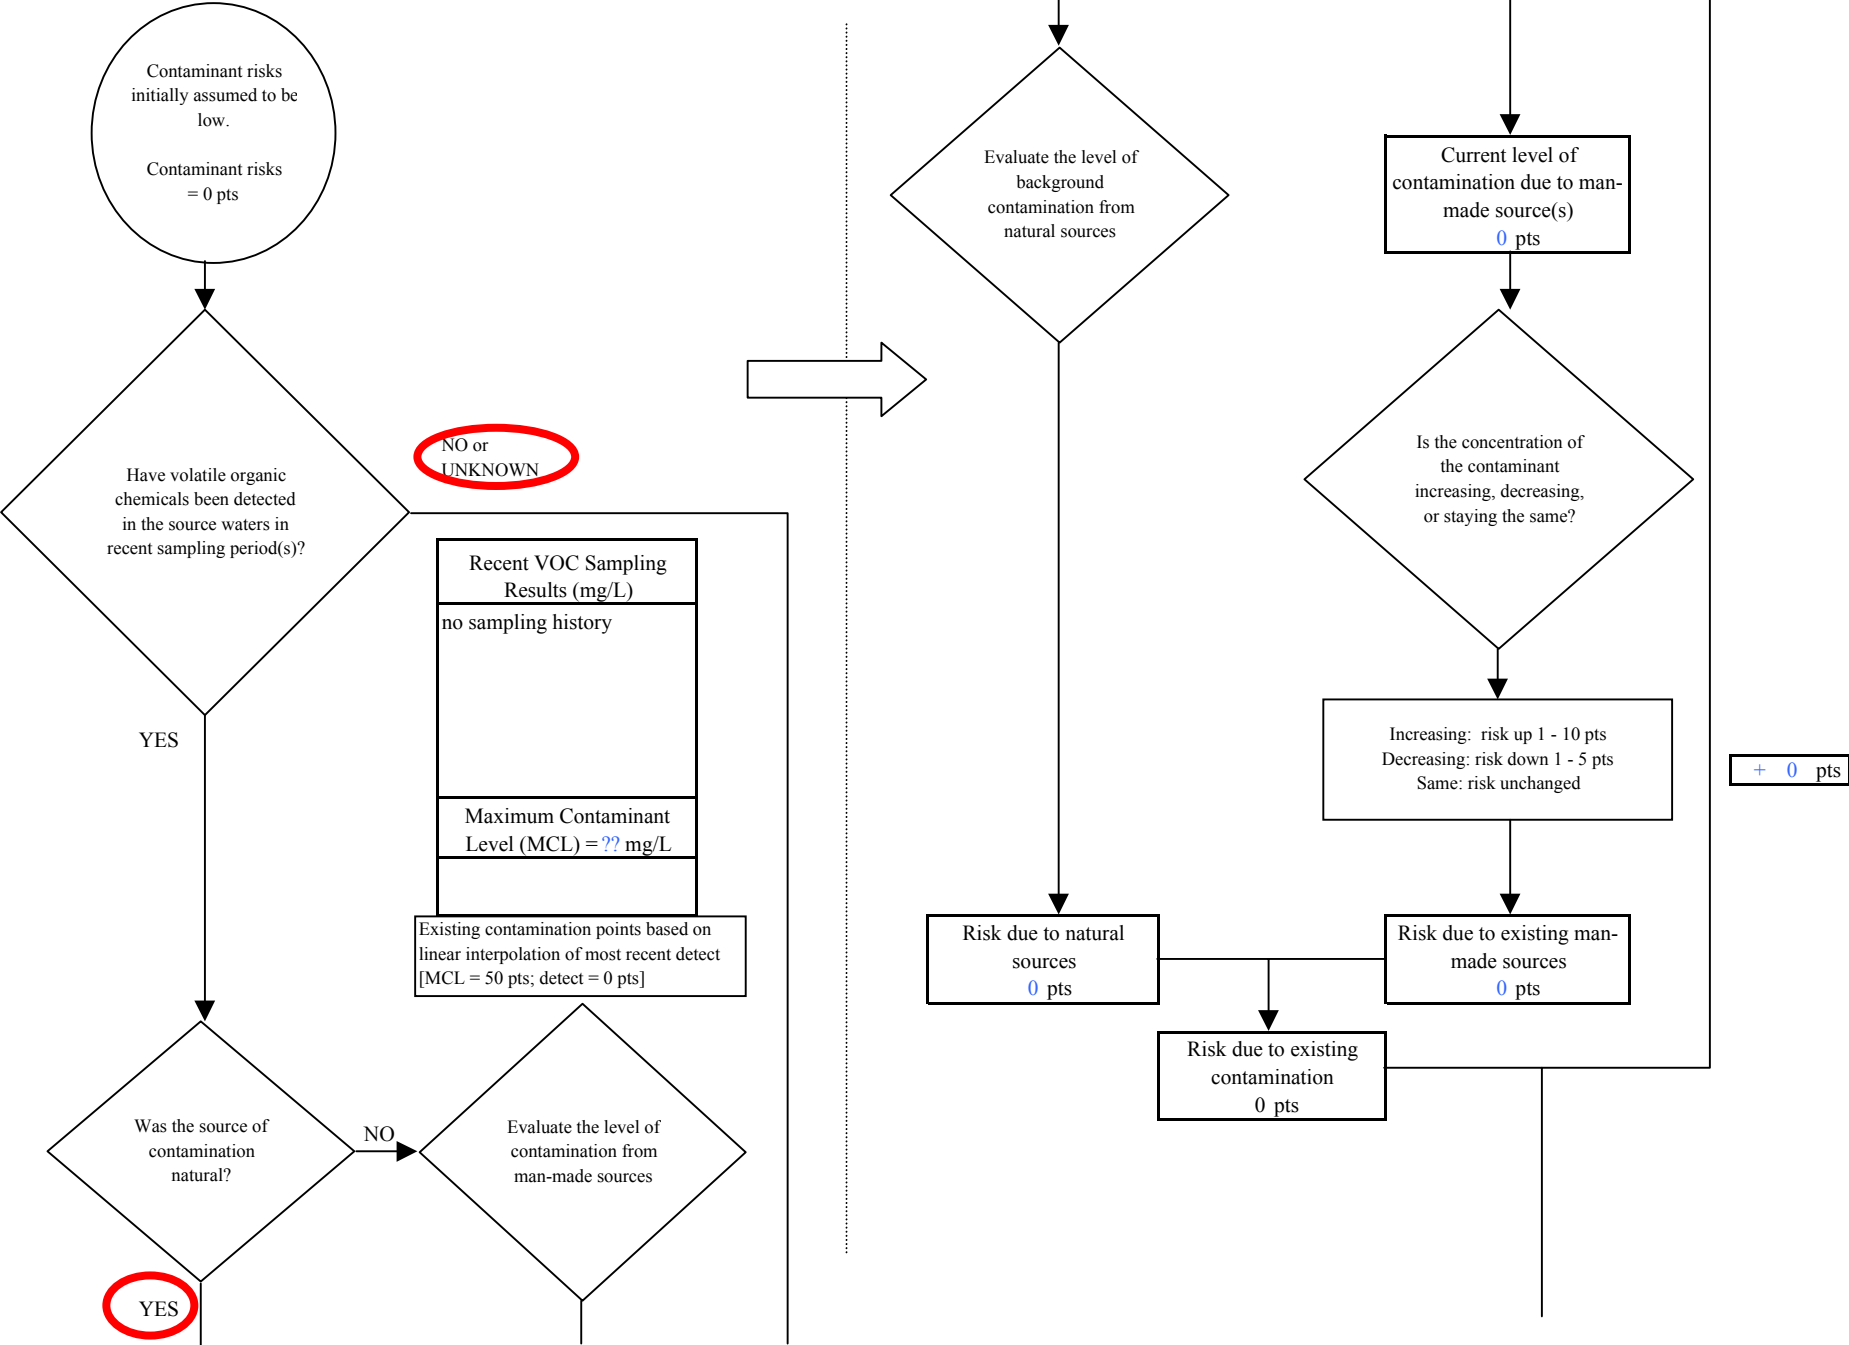 Contaminant risks
initially assumed to be
low.
Contaminant risks
= 0 pts
Have volatile organic
chemicals been detected
in the source waters in
recent sampling period(s)?
NO or
UNKNOWN
YES
Recent VOC Sampling
Results (mg/L)
no sampling history
Maximum Contaminant
Level (MCL) = ?? mg/L
Existing contamination points based on
linear interpolation of most recent detect
[MCL = 50 pts; detect = 0 pts]
Was the source of
contamination
natural?
NO
YES
Evaluate the level of
contamination from
man-made sources
Evaluate the level of
background
contamination from
natural sources
Current level of
contamination due to man-
made source(s)
0 pts
Is the concentration of
the contaminant
increasing, decreasing,
or staying the same?
Increasing: risk up 1 - 10 pts
Decreasing: risk down 1 - 5 pts
Same: risk unchanged
+ 0 pts
Risk due to natural
sources
0 pts
Risk due to existing man-
made sources
0 pts
Risk due to existing
contamination
0 pts